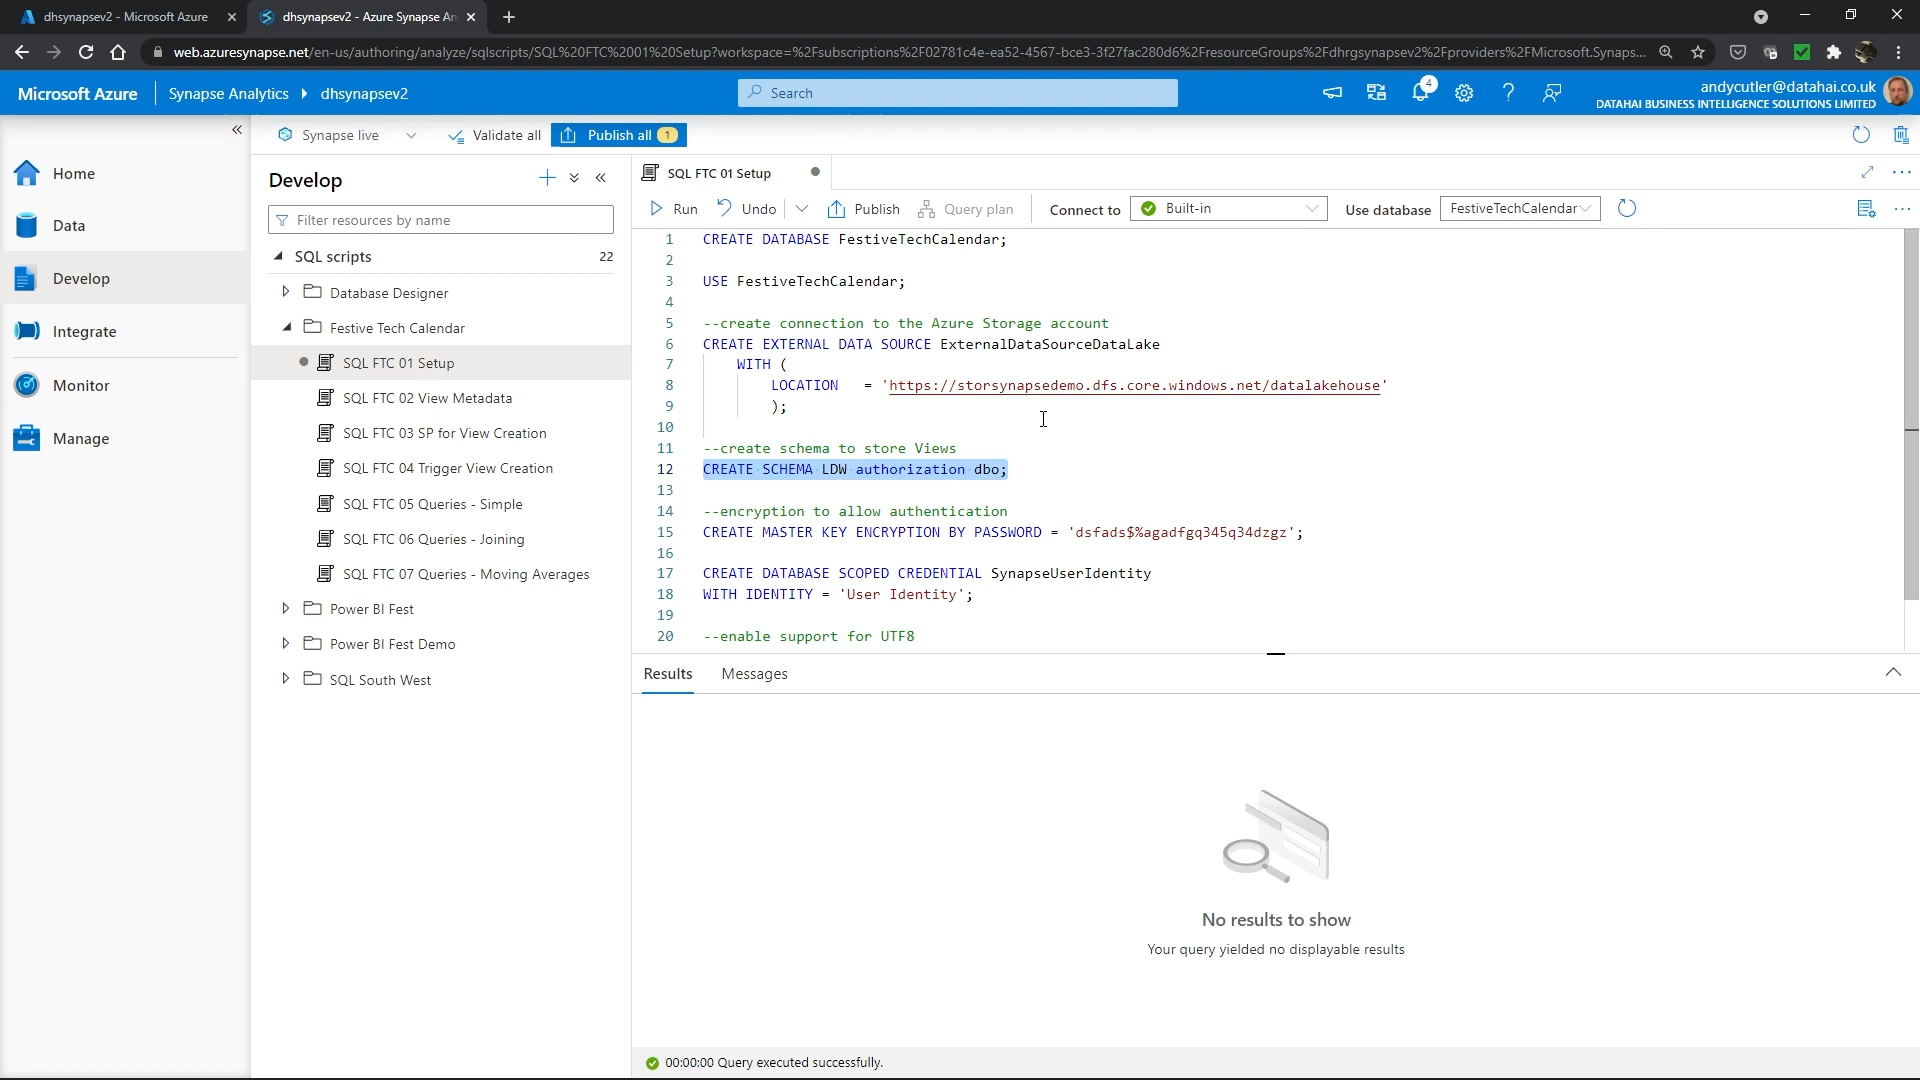 dhsynapsev2 - Microsoft Azure
dhsynapsev2 - Azure Synapse An
web.azuresynapse.net/en-us/authoring/analyze/sqlscripts/SQL%20FTC%2001%20Setup?workspace=%2Fsubscriptions%2F02781c4e-ea52-4567-bce3-3f27fac280d6%2FresourceGroups%2Fdhrgsynapsev2%2Fproviders%2FMicrosoft.Synaps...
Microsoft Azure
Synapse Analytics
dhsynapsev2
Search
4
andycutler@datahai.co.uk
DATAHAI BUSINESS INTELLIGENCE SOLUTIONS LIMITED
Synapse live
Validate all
Publish all 1
Home
Data
Develop
Integrate
Monitor
Manage
Develop
Filter resources by name
SQL scripts 22
Database Designer
Festive Tech Calendar
SQL FTC 01 Setup
SQL FTC 02 View Metadata
SQL FTC 03 SP for View Creation
SQL FTC 04 Trigger View Creation
SQL FTC 05 Queries - Simple
SQL FTC 06 Queries - Joining
SQL FTC 07 Queries - Moving Averages
Power BI Fest
Power BI Fest Demo
SQL South West
SQL FTC 01 Setup
Run Undo Publish Query plan Connect to Built-in Use database FestiveTechCalendar
1 CREATE DATABASE FestiveTechCalendar;
2
3 USE FestiveTechCalendar;
4
5 --create connection to the Azure Storage account
6 CREATE EXTERNAL DATA SOURCE ExternalDataSourceDataLake
7 WITH (
8 LOCATION = 'https://storsynapsedemo.dfs.core.windows.net/datalakehouse'
9 );
10
11 --create schema to store Views
12 CREATE SCHEMA LDW authorization dbo;
13
14 --encryption to allow authentication
15 CREATE MASTER KEY ENCRYPTION BY PASSWORD = 'dsfads$%agadfgq345q34dzgz';
16
17 CREATE DATABASE SCOPED CREDENTIAL SynapseUserIdentity
18 WITH IDENTITY = 'User Identity';
19
20 --enable support for UTF8
Results Messages
No results to show
Your query yielded no displayable results
00:00:00 Query executed successfully.